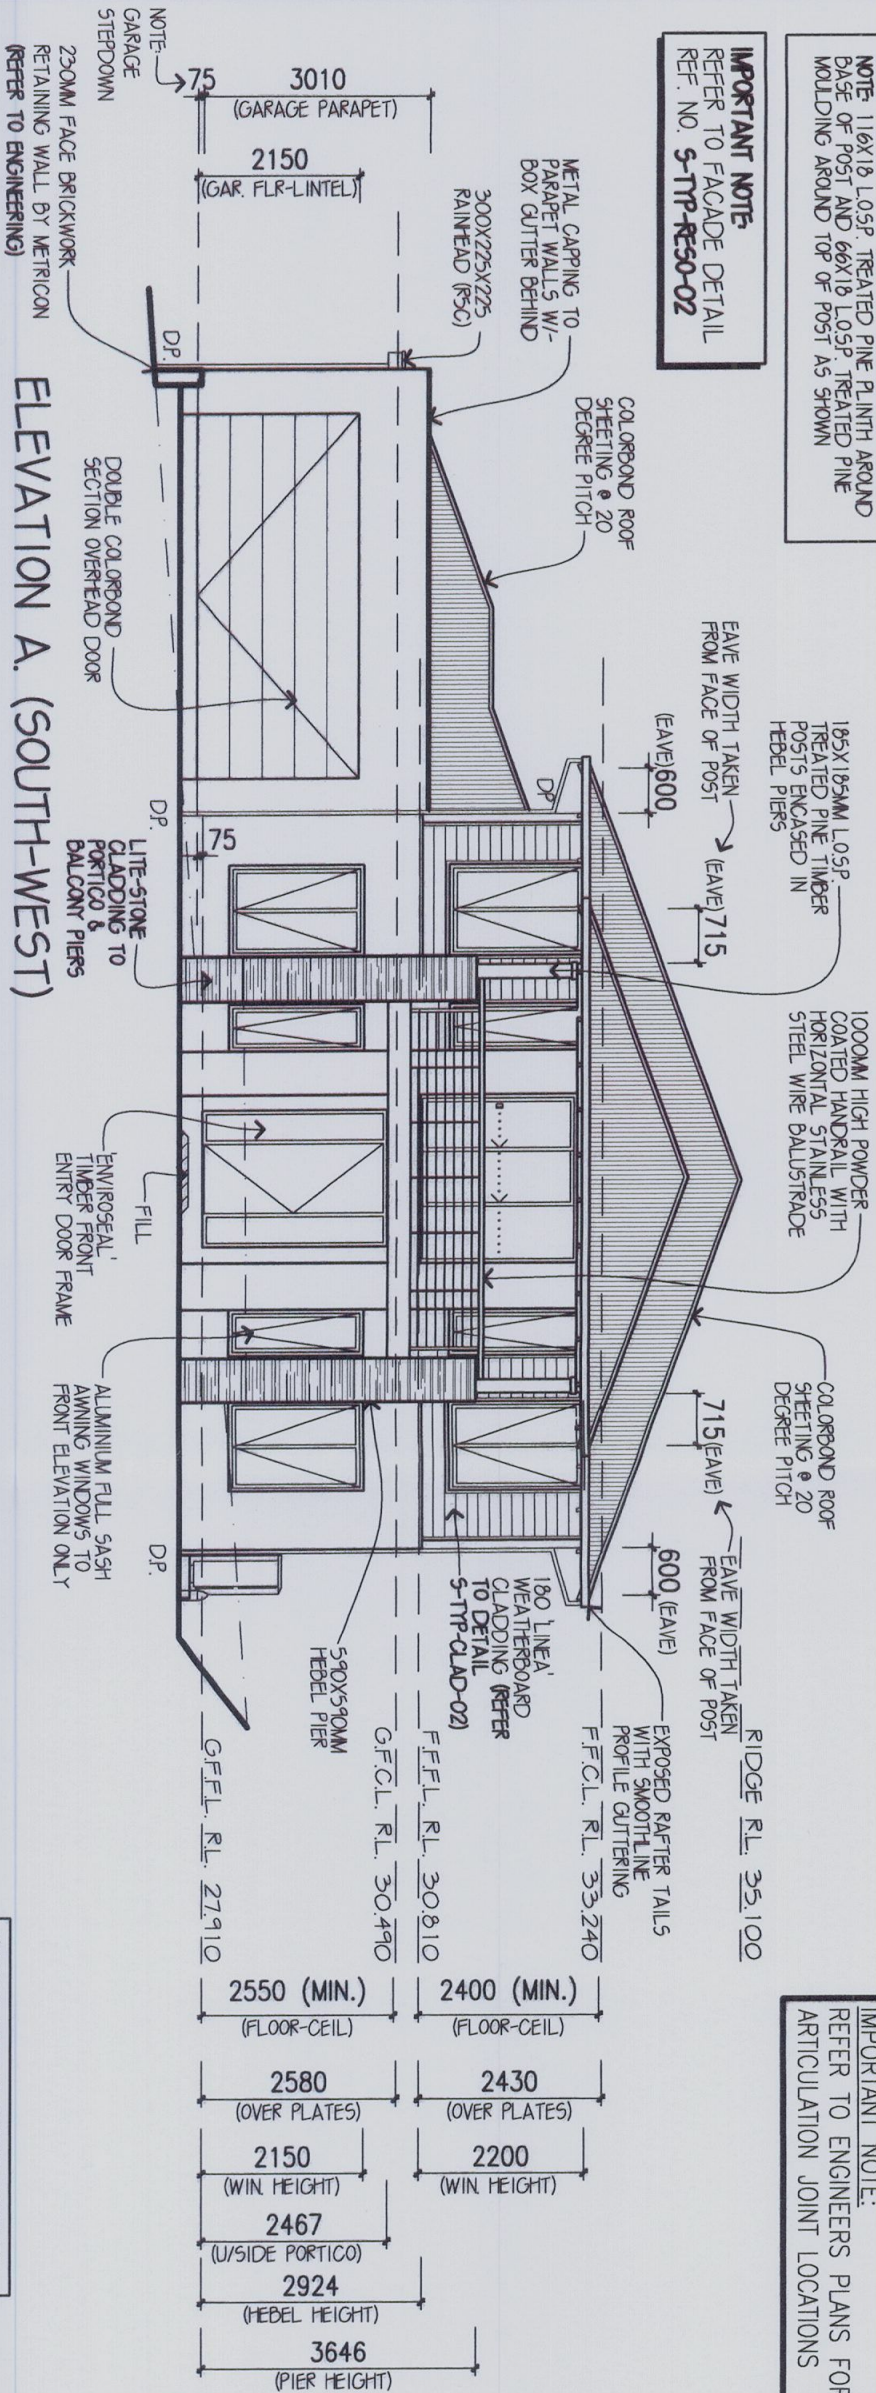 NOTE: 116X18 L.O.S.P. TREATED PINE PLINTH AROUND
BASE OF POST AND 66X18 L.O.S.P. TREATED PINE
MOULDING AROUND TOP OF POST AS SHOWN
IMPORTANT NOTE:
REFER TO FACADE DETAIL
REF. NO. S-TYP-RESO-02
IMPORTANT NOTE:
REFER TO ENGINEERS PLANS FOR
ARTICULATION JOINT LOCATIONS
185X185MM L.O.S.P.
TREATED PINE TIMBER
POSTS ENCASED IN
HEBEL PIERS
1000MM HIGH POWDER
COATED HANDRAIL WITH
HORIZONTAL STAINLESS
STEEL WIRE BALUSTRADE
COLORBOND ROOF
SHEETING @ 20
DEGREE PITCH
EAVE WIDTH TAKEN
FROM FACE OF POST
(EAVE) 715
(EAVE) 600
715 (EAVE)
EAVE WIDTH TAKEN
FROM FACE OF POST
600 (EAVE)
RIDGE R.L. 35.100
EXPOSED RAFTER TAILS
WITH SMOOTHLINE
PROFILE GUTTERING
F.F.C.L. R.L. 33.240
F.F.F.L. R.L. 30.810
G.F.C.L. R.L. 30.490
G.F.F.L. R.L. 27.910
COLORBOND ROOF
SHEETING @ 20
DEGREE PITCH
METAL CAPPING TO
PARAPET WALLS W/-
BOX GUTTER BEHIND
300X225X225
RAINHEAD (RSC)
3010
(GARAGE PARAPET)
2150
(GAR. FLR-LINTEL)
75
NOTE:
GARAGE
STEPDOWN
230MM FACE BRICKWORK
RETAINING WALL BY METRICON
(REFER TO ENGINEERING)
D.P.
D.P.
D.P.
D.P.
75
DOUBLE COLORBOND
SECTION OVERHEAD DOOR
LITE-STONE
CLADDING TO
PORTICO &
BALCONY PIERS
FILL
'ENVIROSEAL'
TIMBER FRONT
ENTRY DOOR FRAME
ALUMINIUM FULL SASH
AWNING WINDOWS TO
FRONT ELEVATION ONLY
590X590MM
HEBEL PIER
180 'LINEA'
WEATHERBOARD
CLADDING (REFER
TO DETAIL
S-TYP-CLAD-02)
2550 (MIN.)
(FLOOR-CEIL)
2400 (MIN.)
(FLOOR-CEIL)
2580
(OVER PLATES)
2430
(OVER PLATES)
2150
(WIN. HEIGHT)
2200
(WIN. HEIGHT)
2467
(U/SIDE PORTICO)
2924
(HEBEL HEIGHT)
3646
(PIER HEIGHT)
ELEVATION A. (SOUTH-WEST)